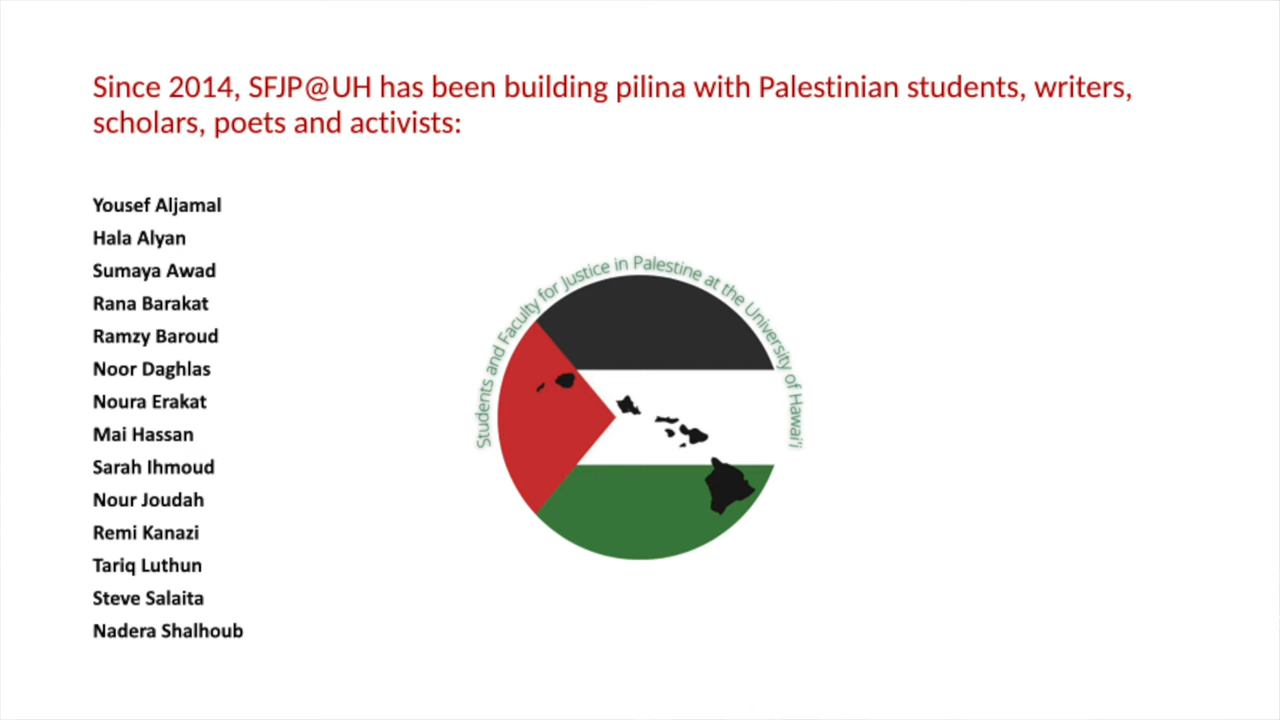 Since 2014, SFJP@UH has been building pilina with Palestinian students, writers,
scholars, poets and activists:
Yousef Aljamal
Hala Alyan
Sumaya Awad
Rana Barakat
Ramzy Baroud
Noor Daghlas
Noura Erakat
Mai Hassan
Sarah Ihmoud
Nour Joudah
Remi Kanazi
Tariq Luthun
Steve Salaita
Nadera Shalhoub
Students and Faculty for Justice in Palestine at the University of Hawai'i